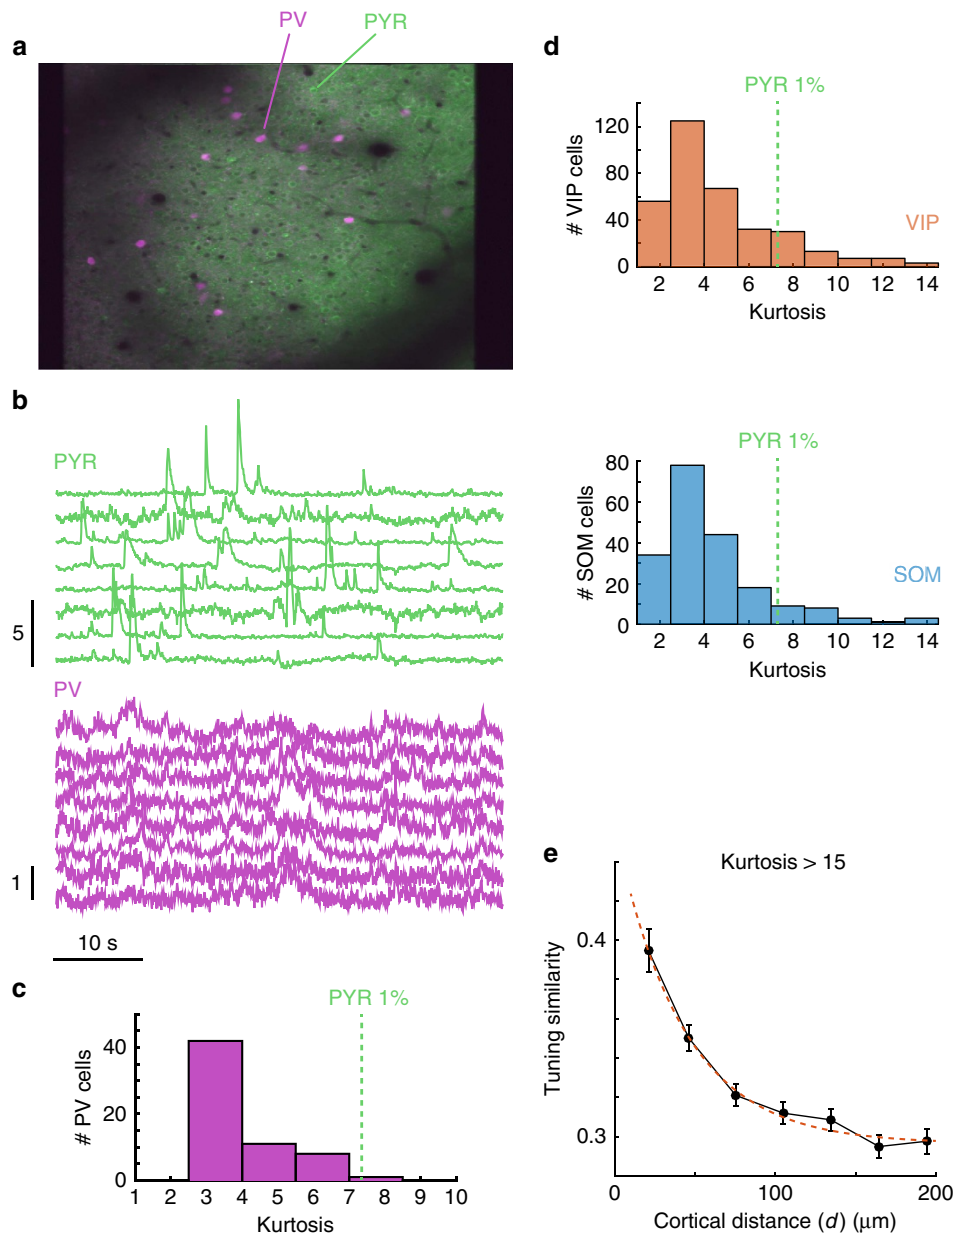 a
PV
PYR
b
PYR
5
PV
1
10 s
c
PYR 1%
# PV cells
40
20
0
1 2 3 4 5 6 7 8 9 10
Kurtosis
d
PYR 1%
# VIP cells
120
80
40
0
VIP
2 4 6 8 10 12 14
Kurtosis
PYR 1%
# SOM cells
80
60
40
20
0
SOM
2 4 6 8 10 12 14
Kurtosis
e
Kurtosis > 15
Tuning similarity
0.4
0.3
0 100 200
Cortical distance (d) (μm)